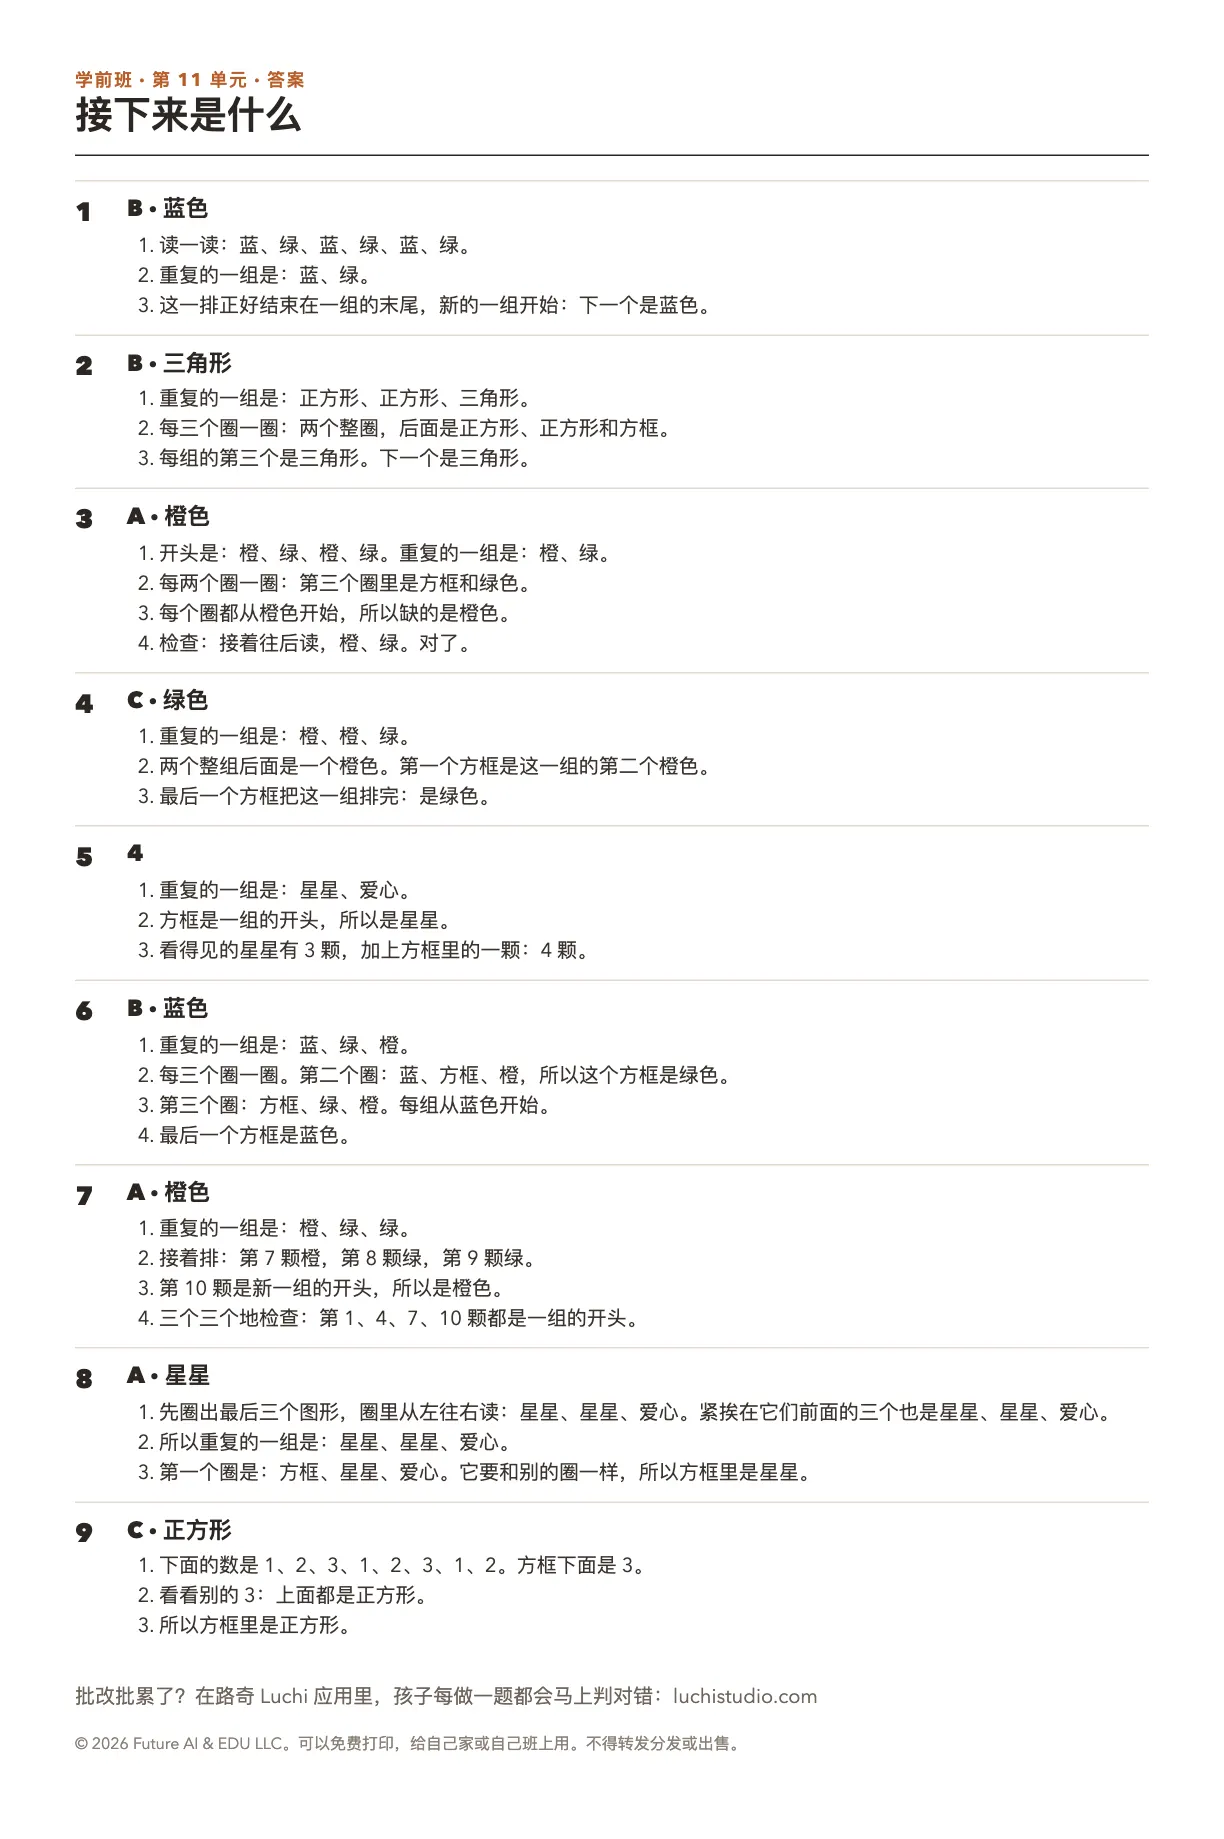 学前班 · 第 11 单元 · 答案
接下来是什么
1 B · 蓝色
1. 读一读：蓝、绿、蓝、绿、蓝、绿。
2. 重复的一组是：蓝、绿。
3. 这一排正好结束在一组的末尾，新的一组开始：下一个是蓝色。
2 B · 三角形
1. 重复的一组是：正方形、正方形、三角形。
2. 每三个圈一圈：两个整圈，后面是正方形、正方形和方框。
3. 每组的第三个是三角形。下一个是三角形。
3 A · 橙色
1. 开头是：橙、绿、橙、绿。重复的一组是：橙、绿。
2. 每两个圈一圈：第三个圈里是方框和绿色。
3. 每个圈都从橙色开始，所以缺的是橙色。
4. 检查：接着往后读，橙、绿。对了。
4 C · 绿色
1. 重复的一组是：橙、橙、绿。
2. 两个整组后面是一个橙色。第一个方框是这一组的第二个橙色。
3. 最后一个方框把这一组排完：是绿色。
5 4
1. 重复的一组是：星星、爱心。
2. 方框是一组的开头，所以是星星。
3. 看得见的星星有 3 颗，加上方框里的一颗：4 颗。
6 B · 蓝色
1. 重复的一组是：蓝、绿、橙。
2. 每三个圈一圈。第二个圈：蓝、方框、橙，所以这个方框是绿色。
3. 第三个圈：方框、绿、橙。每组从蓝色开始。
4. 最后一个方框是蓝色。
7 A · 橙色
1. 重复的一组是：橙、绿、绿。
2. 接着排：第 7 颗橙，第 8 颗绿，第 9 颗绿。
3. 第 10 颗是新一组的开头，所以是橙色。
4. 三个三个地检查：第 1、4、7、10 颗都是一组的开头。
8 A · 星星
1. 先圈出最后三个图形，圈里从左往右读：星星、星星、爱心。紧挨在它们前面的三个也是星星、星星、爱心。
2. 所以重复的一组是：星星、星星、爱心。
3. 第一个圈是：方框、星星、爱心。它要和别的圈一样，所以方框里是星星。
9 C · 正方形
1. 下面的数是 1、2、3、1、2、3、1、2。方框下面是 3。
2. 看看别的 3：上面都是正方形。
3. 所以方框里是正方形。
批改批累了？在路奇 Luchi 应用里，孩子每做一题都会马上判对错：luchistudio.com
© 2026 Future AI & EDU LLC。可以免费打印，给自己家或自己班上用。不得转发分发或出售。